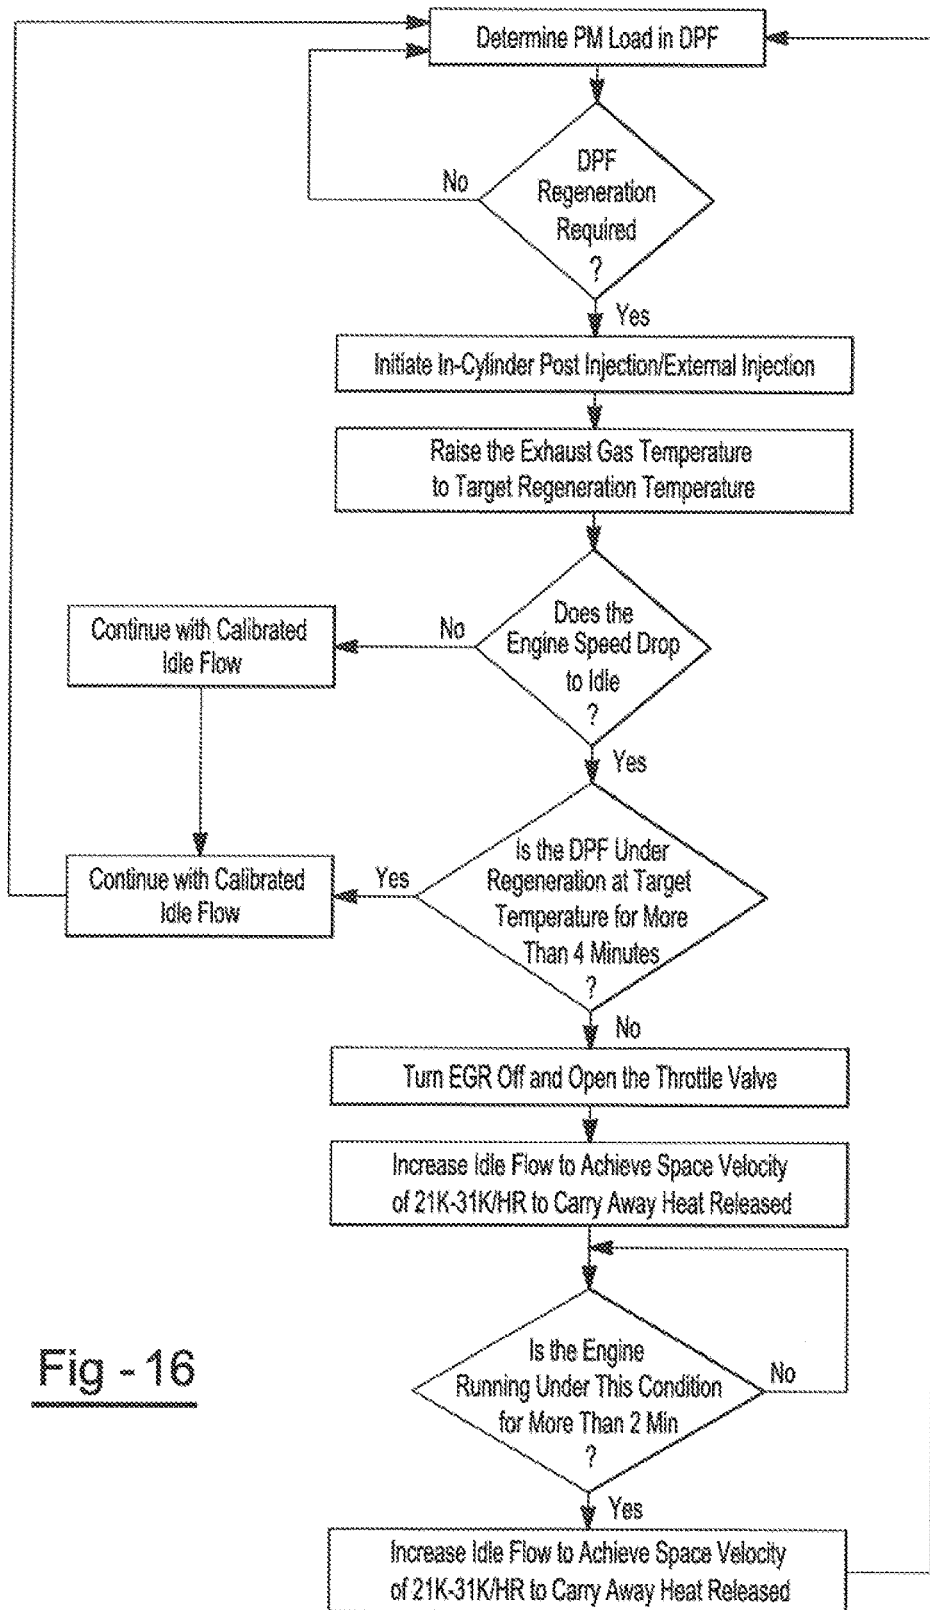 Determine PM Load in DPF
DPF
Regeneration
Required
?
No
Yes
Initiate In-Cylinder Post Injection/External Injection
Raise the Exhaust Gas Temperature
to Target Regeneration Temperature
Does the
Engine Speed Drop
to Idle
?
No
Continue with Calibrated
Idle Flow
Yes
Is the DPF Under
Regeneration at Target
Temperature for More
Than 4 Minutes
?
Yes
Continue with Calibrated
Idle Flow
No
Turn EGR Off and Open the Throttle Valve
Increase Idle Flow to Achieve Space Velocity
of 21K-31K/HR to Carry Away Heat Released
Is the Engine
Running Under This Condition
for More Than 2 Min
?
No
Yes
Increase Idle Flow to Achieve Space Velocity
of 21K-31K/HR to Carry Away Heat Released
Fig - 16